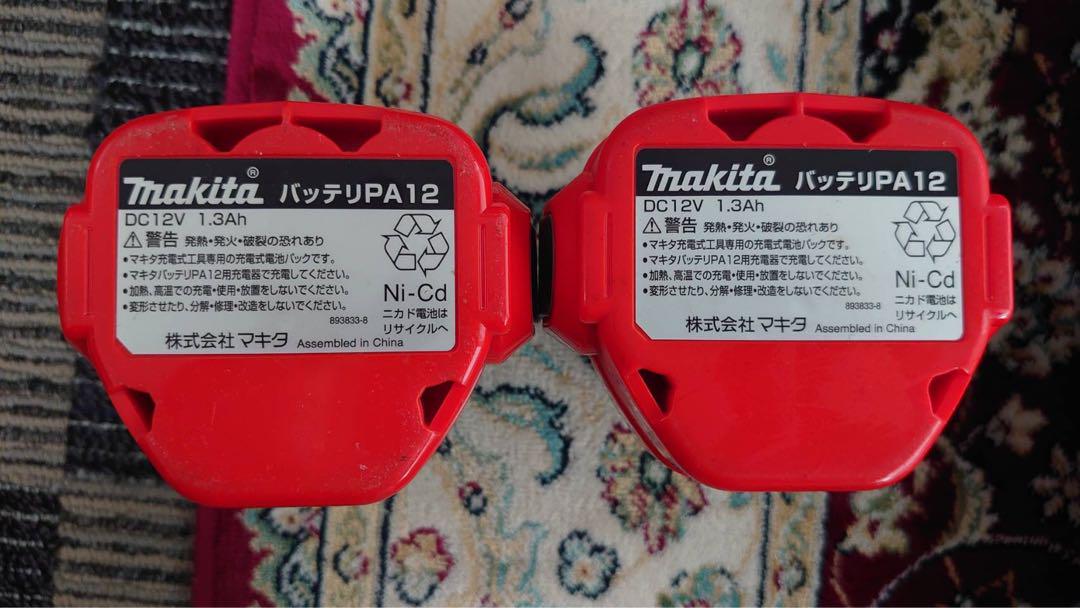 makita® バッテリPA12
DC12V 1.3Ah
⚠警告 発熱・発火・破裂の恐れあり
・マキタ充電式工具専用の充電式電池パックです。
・マキタバッテリPA12用充電器で充電してください。
・加熱、高温での充電・使用・放置をしないでください。
・変形させたり、分解・修理・改造をしないでください。
Ni-Cd
ニカド電池は
リサイクルへ
893833-8
株式会社マキタ Assembled in China
makita® バッテリPA12
DC12V 1.3Ah
⚠警告 発熱・発火・破裂の恐れあり
・マキタ充電式工具専用の充電式電池パックです。
・マキタバッテリPA12用充電器で充電してください。
・加熱、高温での充電・使用・放置をしないでください。
・変形させたり、分解・修理・改造をしないでください。
Ni-Cd
ニカド電池は
リサイクルへ
893833-8
株式会社マキタ Assembled in China